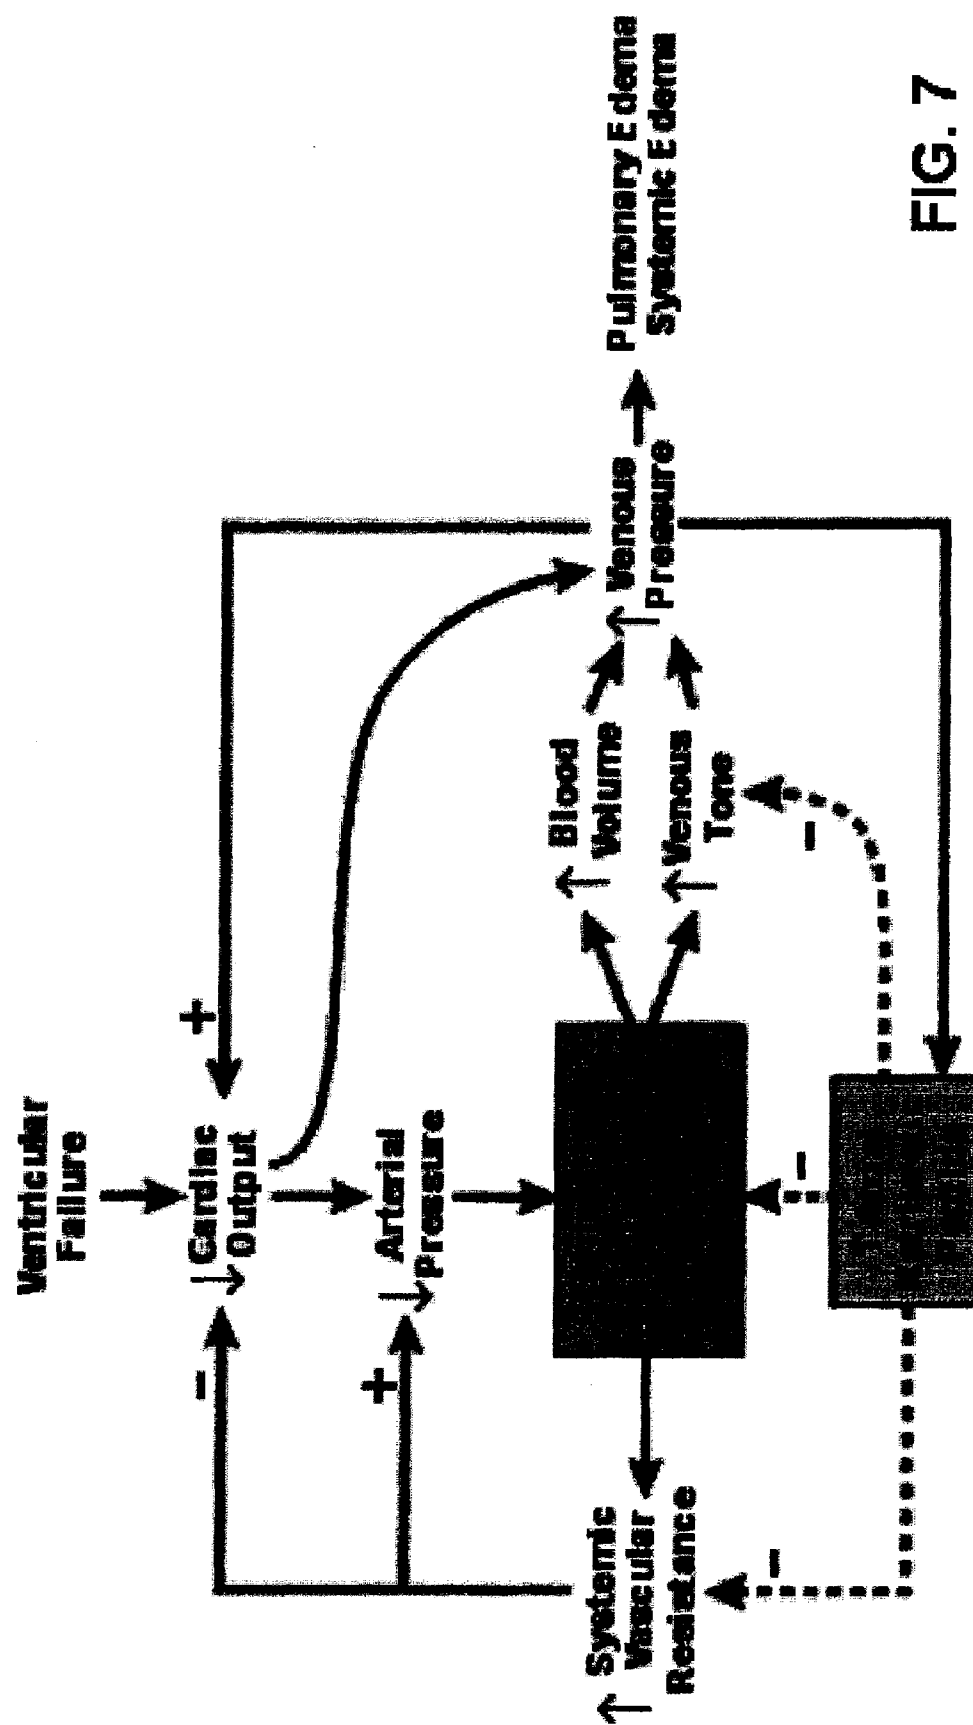 Ventricular
Failure
↓ Cardiac
Output
+
-
↓ Arterial
Pressure
+
↑ Systemic
Vascular
Resistance
↑ Blood
Volume
↑ Venous
Tone
↑ Venous
Pressure
Pulmonary Edema
Systemic Edema
-
-
-
FIG. 7